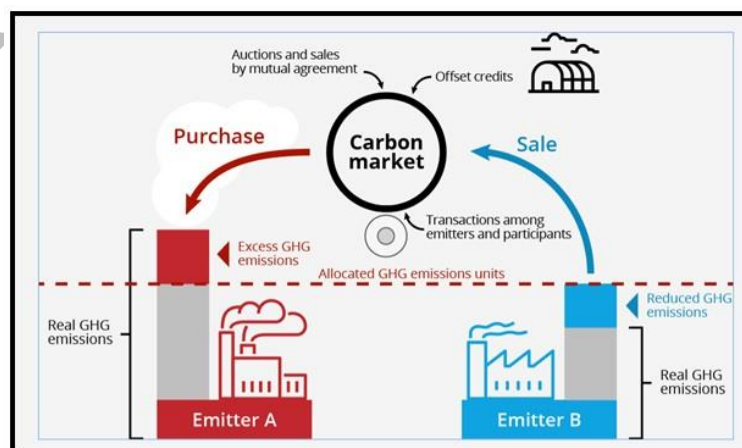 Auctions and sales
by mutual agreement
Offset credits
Purchase
Carbon
market
Sale
Transactions among
emitters and participants
Excess GHG
emissions
Allocated GHG emissions units
Real GHG
emissions
Reduced GHG
emissions
Real GHG
emissions
Emitter A
Emitter B